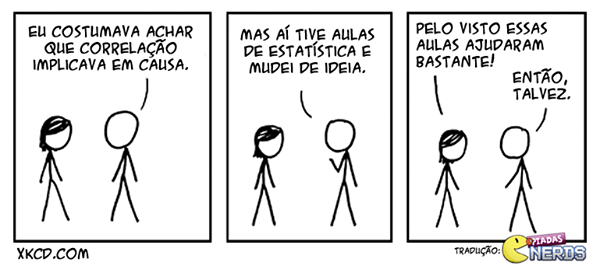 EU COSTUMAVA ACHAR
QUE CORRELAÇÃO
IMPLICAVA EM CAUSA.
MAS AÍ TIVE AULAS
DE ESTATÍSTICA E
MUDEI DE IDEIA.
PELO VISTO ESSAS
AULAS AJUDARAM
BASTANTE!
ENTÃO,
TALVEZ.
XKCD.COM
TRADUÇÃO:
PIADAS
NERDS